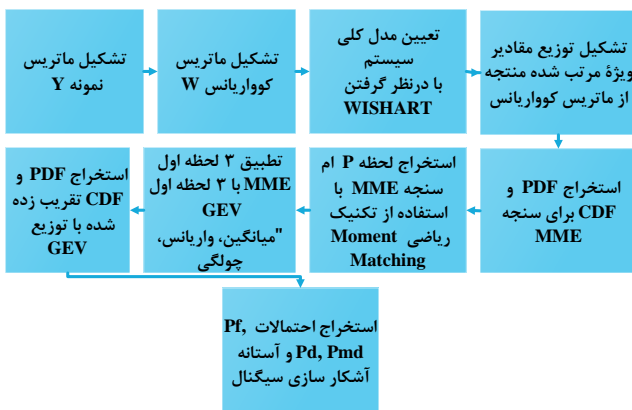 تشکیل ماتریس
نمونه Y
تشکیل ماتریس
کوواریانس W
تعیین مدل کلی
سیستم
با درنظر گرفتن
WISHART
تشکیل توزیع مقادیر
ویژهٔ مرتب شده منتجه
از ماتریس کوواریانس
استخراج PDF و
CDF برای سنجه
MME
استخراج لحظه P ام
سنجه MME با
استفاده از تکنیک
ریاضی Moment
Matching
تطبیق ۳ لحظه اول
MME با ۳ لحظه اول
GEV
"میانگین، واریانس،
چولگی
استخراج PDF و
CDF تقریب زده
شده با توزیع
GEV
استخراج احتمالات Pf,
Pd, Pmd و آستانه
آشکار سازی سیگنال